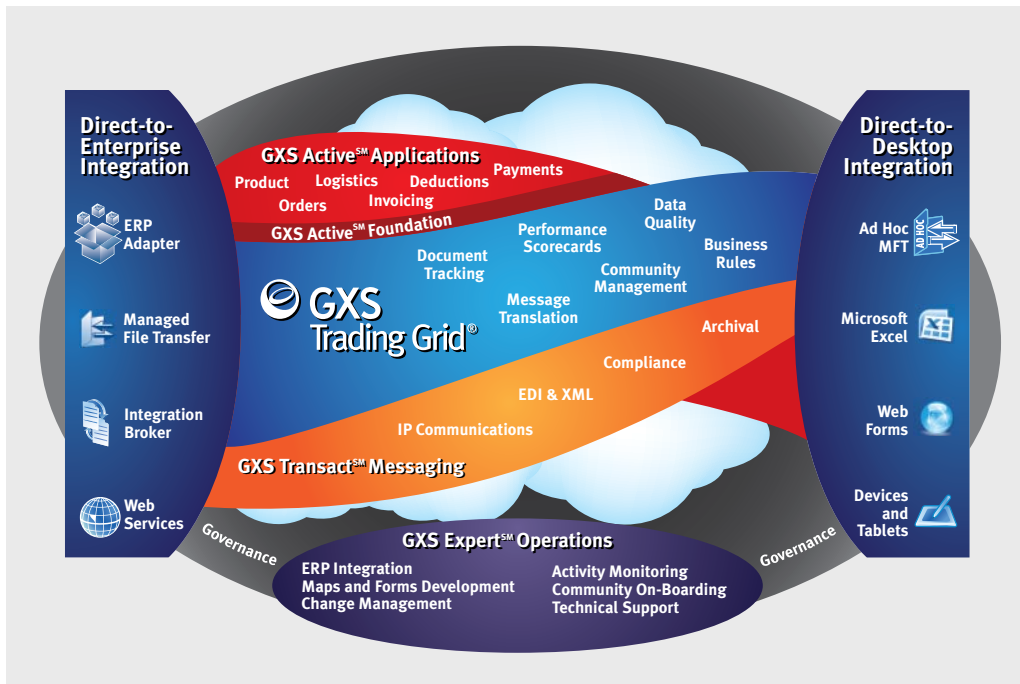 Direct-to-
Enterprise
Integration
ERP
Adapter
Managed
File Transfer
Integration
Broker
Web
Services
GXS Active℠ Applications
Product
Logistics
Deductions
Payments
Orders
Invoicing
GXS Active℠ Foundation
GXS
Trading Grid®
Document
Tracking
Performance
Scorecards
Data
Quality
Message
Translation
Community
Management
Business
Rules
Archival
Compliance
EDI & XML
IP Communications
GXS Transact℠ Messaging
Direct-to-
Desktop
Integration
Ad Hoc
MFT
AD HOC
Microsoft
Excel
Web
Forms
Devices
and
Tablets
Governance
Governance
GXS Expert℠ Operations
ERP Integration
Maps and Forms Development
Change Management
Activity Monitoring
Community On-Boarding
Technical Support